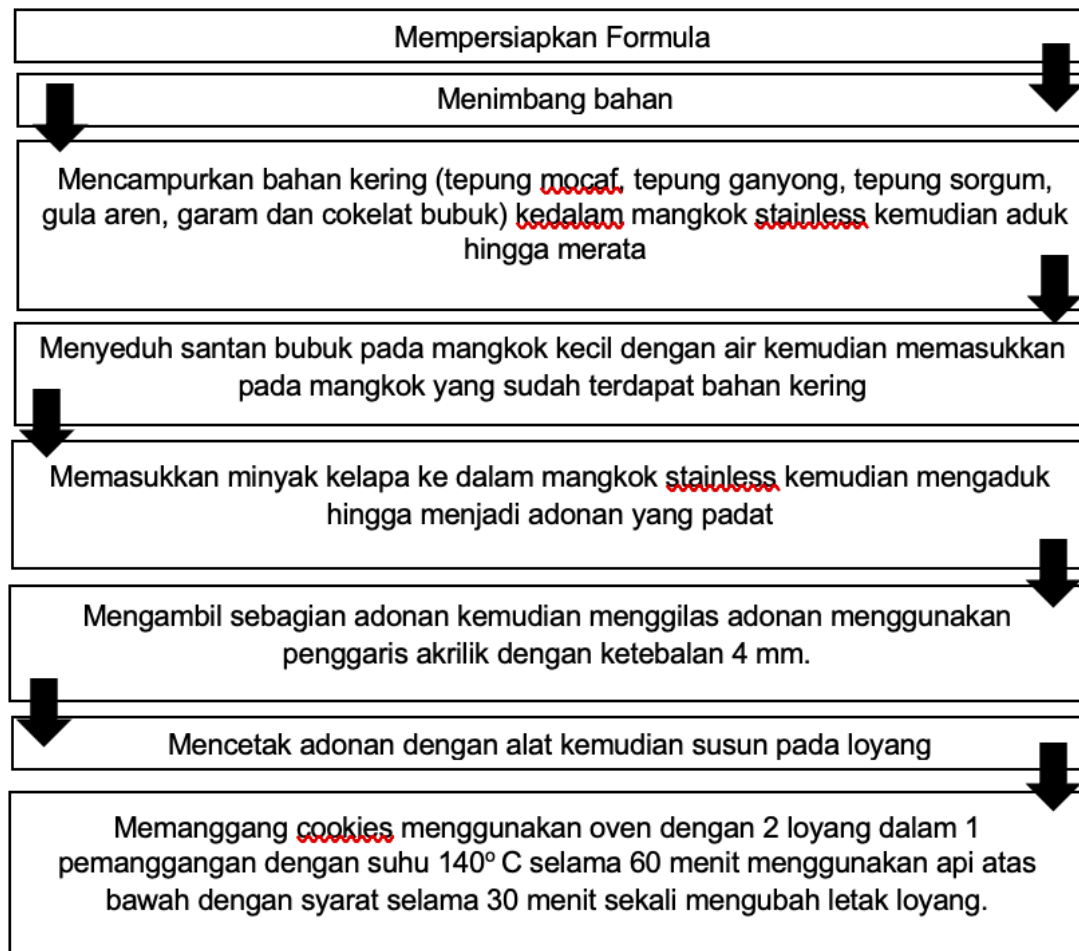 Mempersiapkan Formula
Menimbang bahan
Mencampurkan bahan kering (tepung mocaf, tepung ganyong, tepung sorgum,
gula aren, garam dan cokelat bubuk) kedalam mangkok stainless kemudian aduk
hingga merata
Menyeduh santan bubuk pada mangkok kecil dengan air kemudian memasukkan
pada mangkok yang sudah terdapat bahan kering
Memasukkan minyak kelapa ke dalam mangkok stainless kemudian mengaduk
hingga menjadi adonan yang padat
Mengambil sebagian adonan kemudian menggilas adonan menggunakan
penggaris akrilik dengan ketebalan 4 mm.
Mencetak adonan dengan alat kemudian susun pada loyang
Memanggang cookies menggunakan oven dengan 2 loyang dalam 1
pemanggangan dengan suhu 140º C selama 60 menit menggunakan api atas
bawah dengan syarat selama 30 menit sekali mengubah letak loyang.